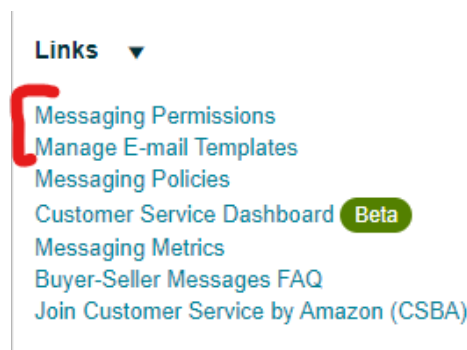 Links
Messaging Permissions
Manage E-mail Templates
Messaging Policies
Customer Service Dashboard Beta
Messaging Metrics
Buyer-Seller Messages FAQ
Join Customer Service by Amazon (CSBA)